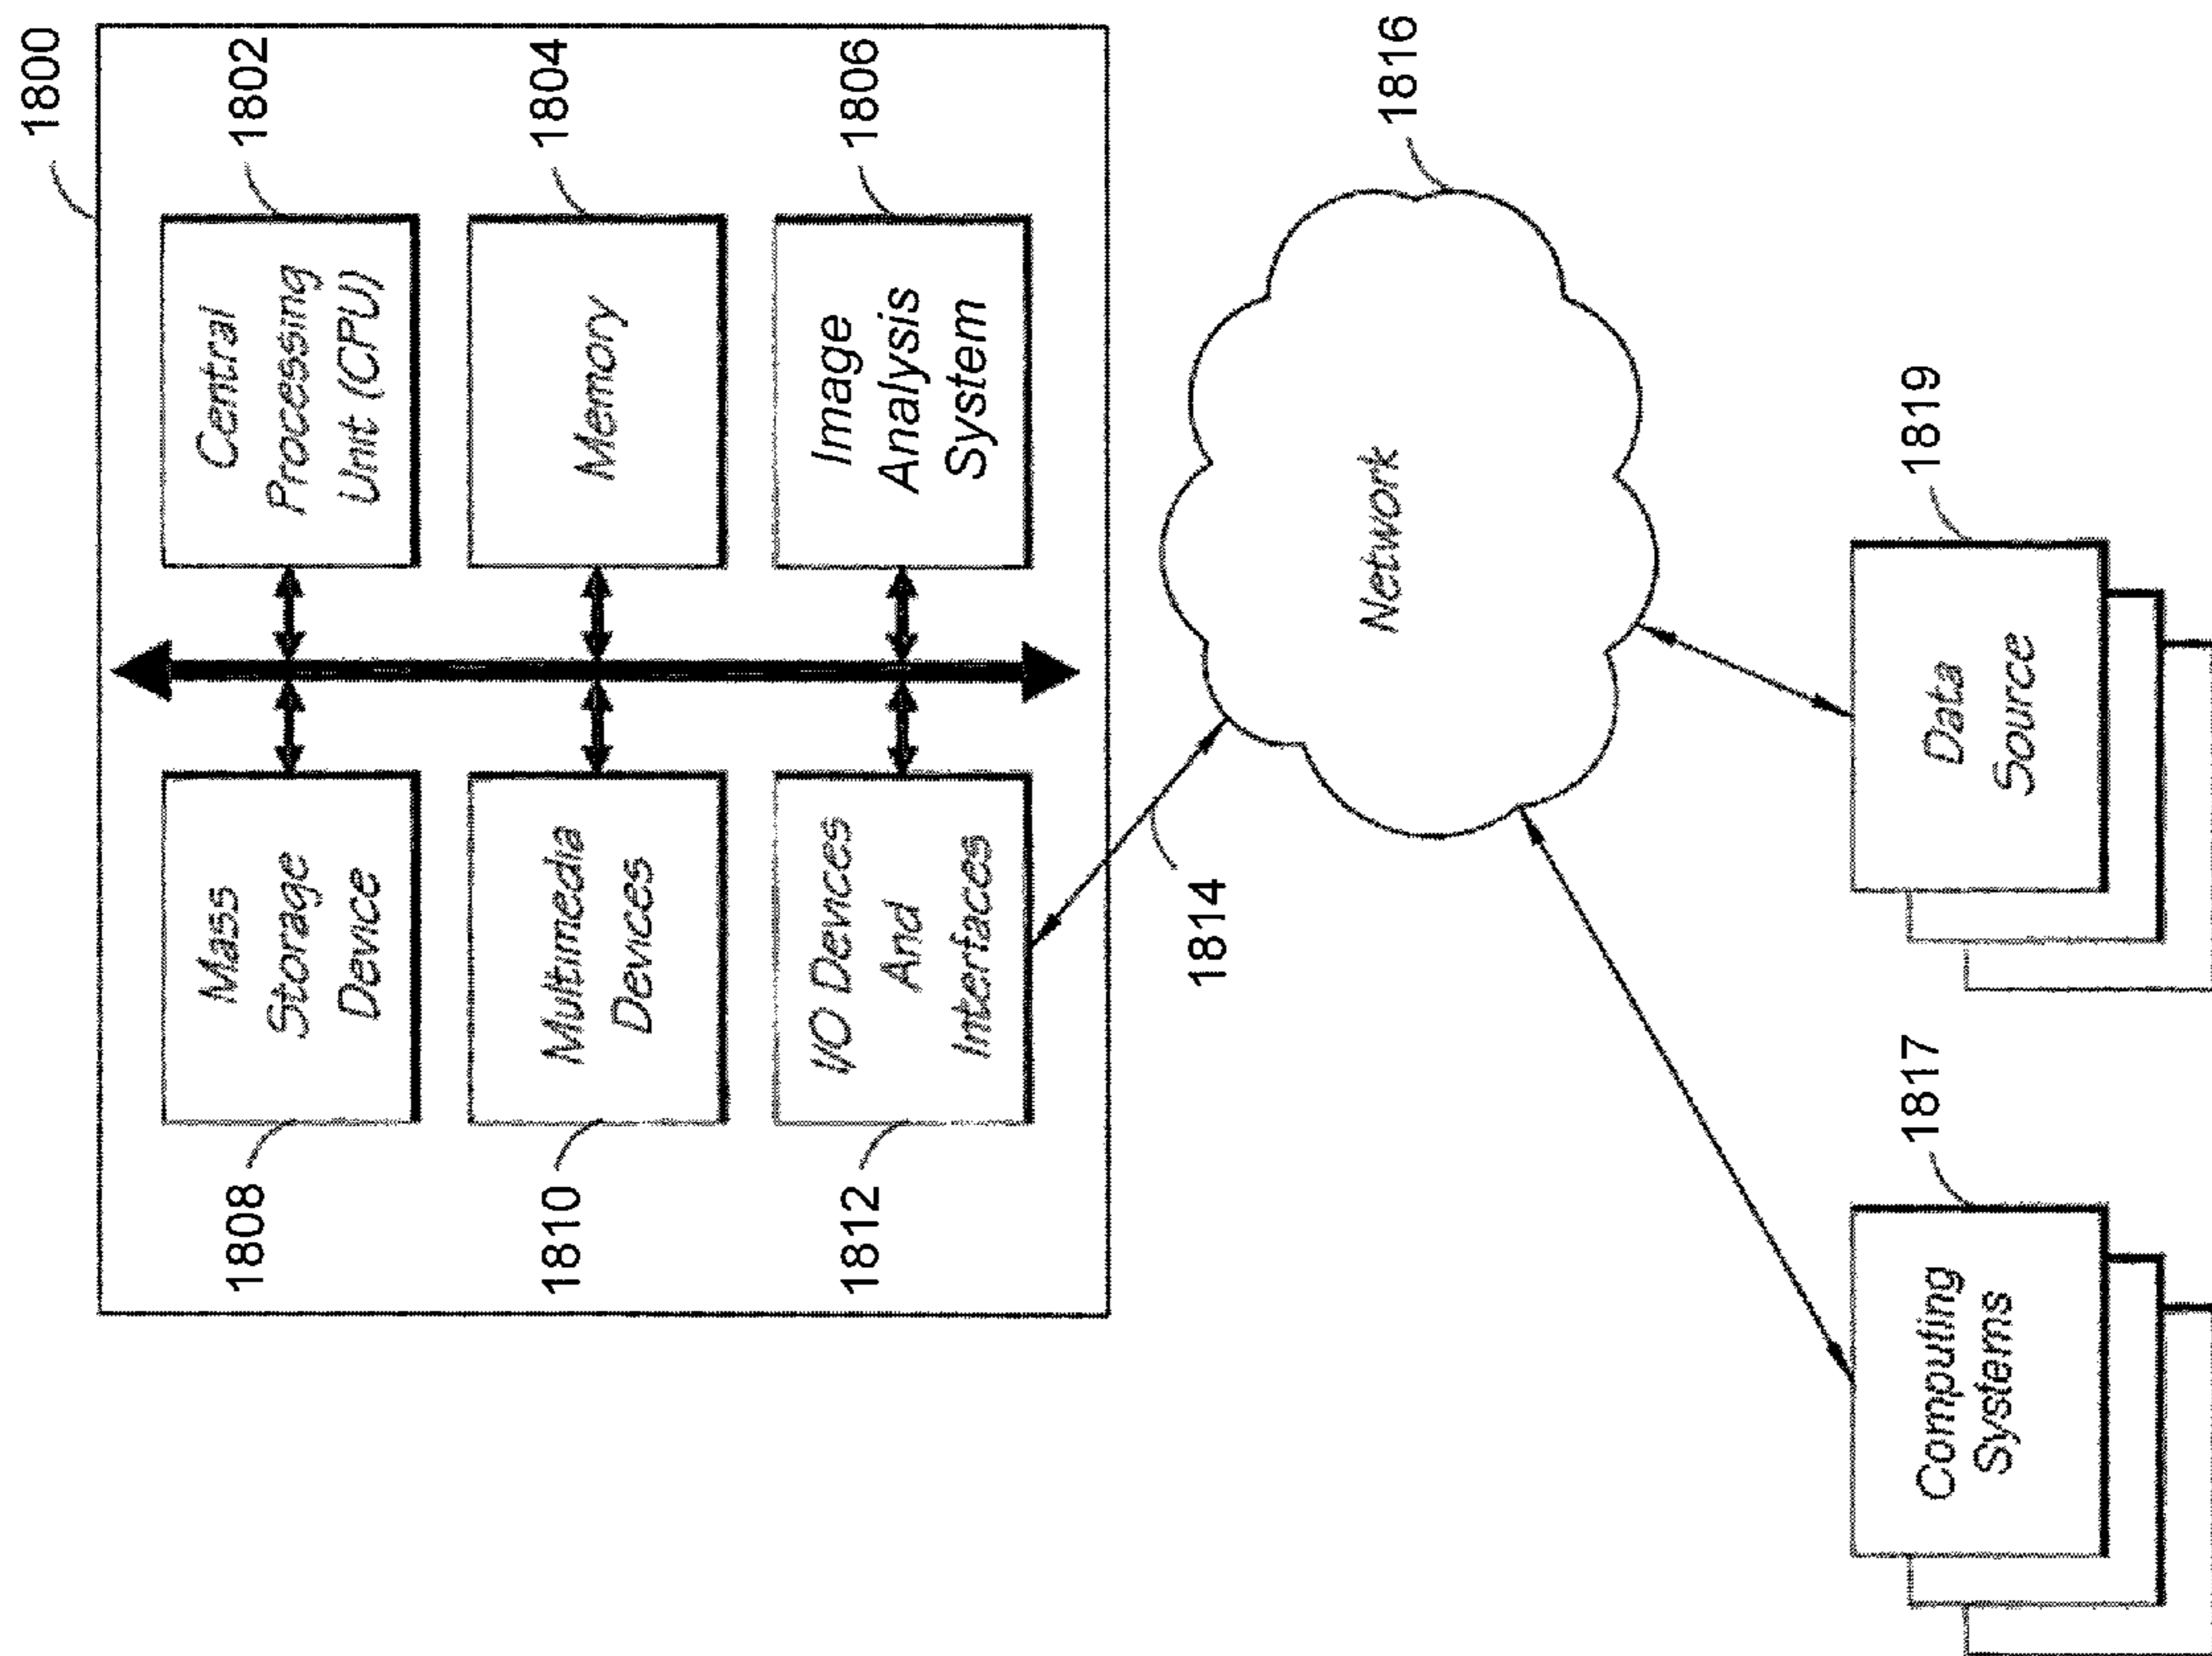 1800
Mass
Storage
Device
Central
Processing
Unit (CPU)
1808
1802
Multimedia
Devices
Memory
1810
1804
I/O Devices
And
Interfaces
Image
Analysis
System
1812
1806
1814
Network
1816
Computing
Systems
1817
Data
Source
1819